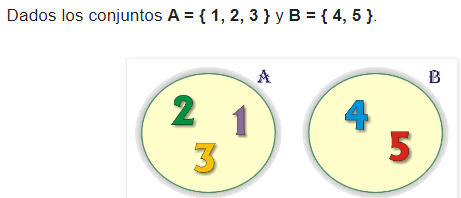 Dados los conjuntos A = { 1, 2, 3 } y B = { 4, 5 }.
A B
2 1 4
3 5